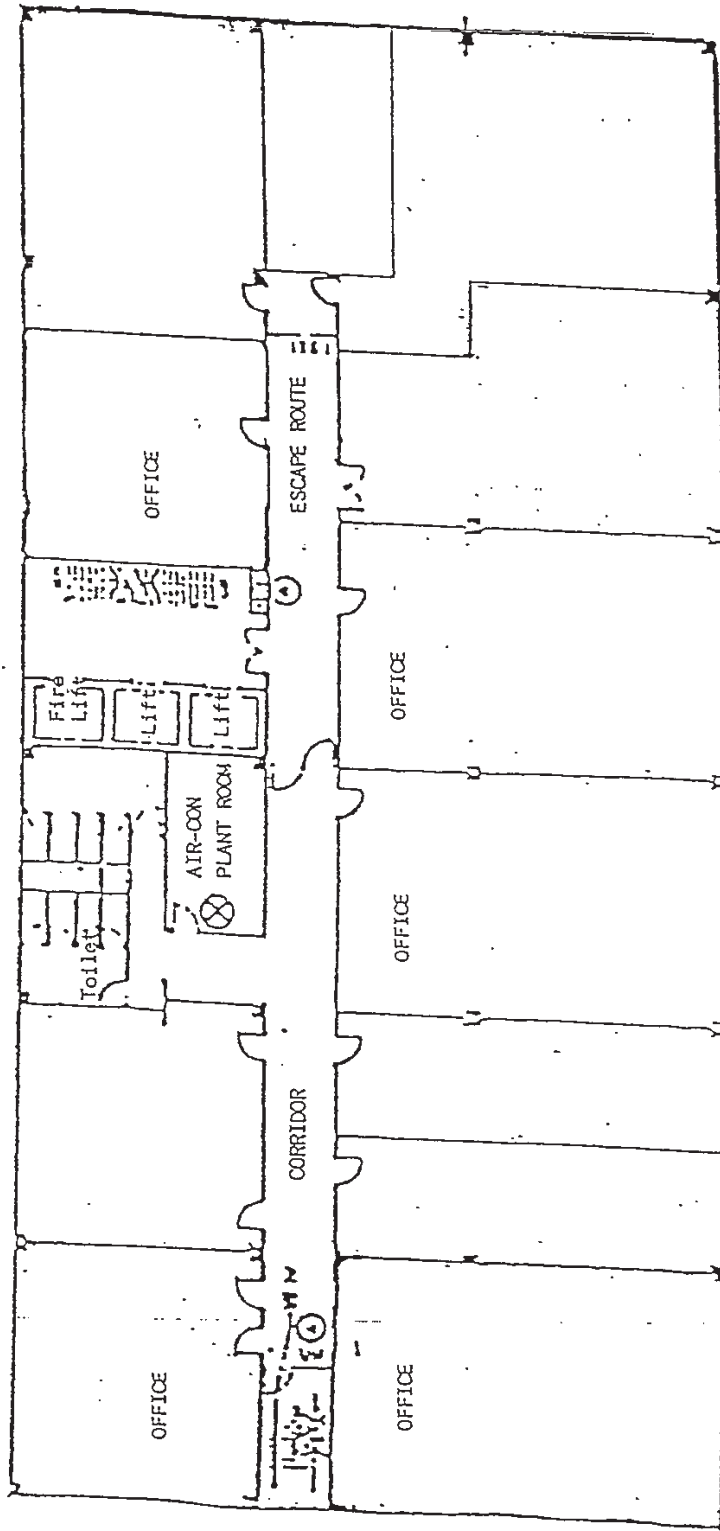 OFFICE
ESCAPE ROUTE
Fire
Lift
Lift
Lift
OFFICE
AIR-CON
PLANT ROOM
OFFICE
Toilet
CORRIDOR
OFFICE
OFFICE